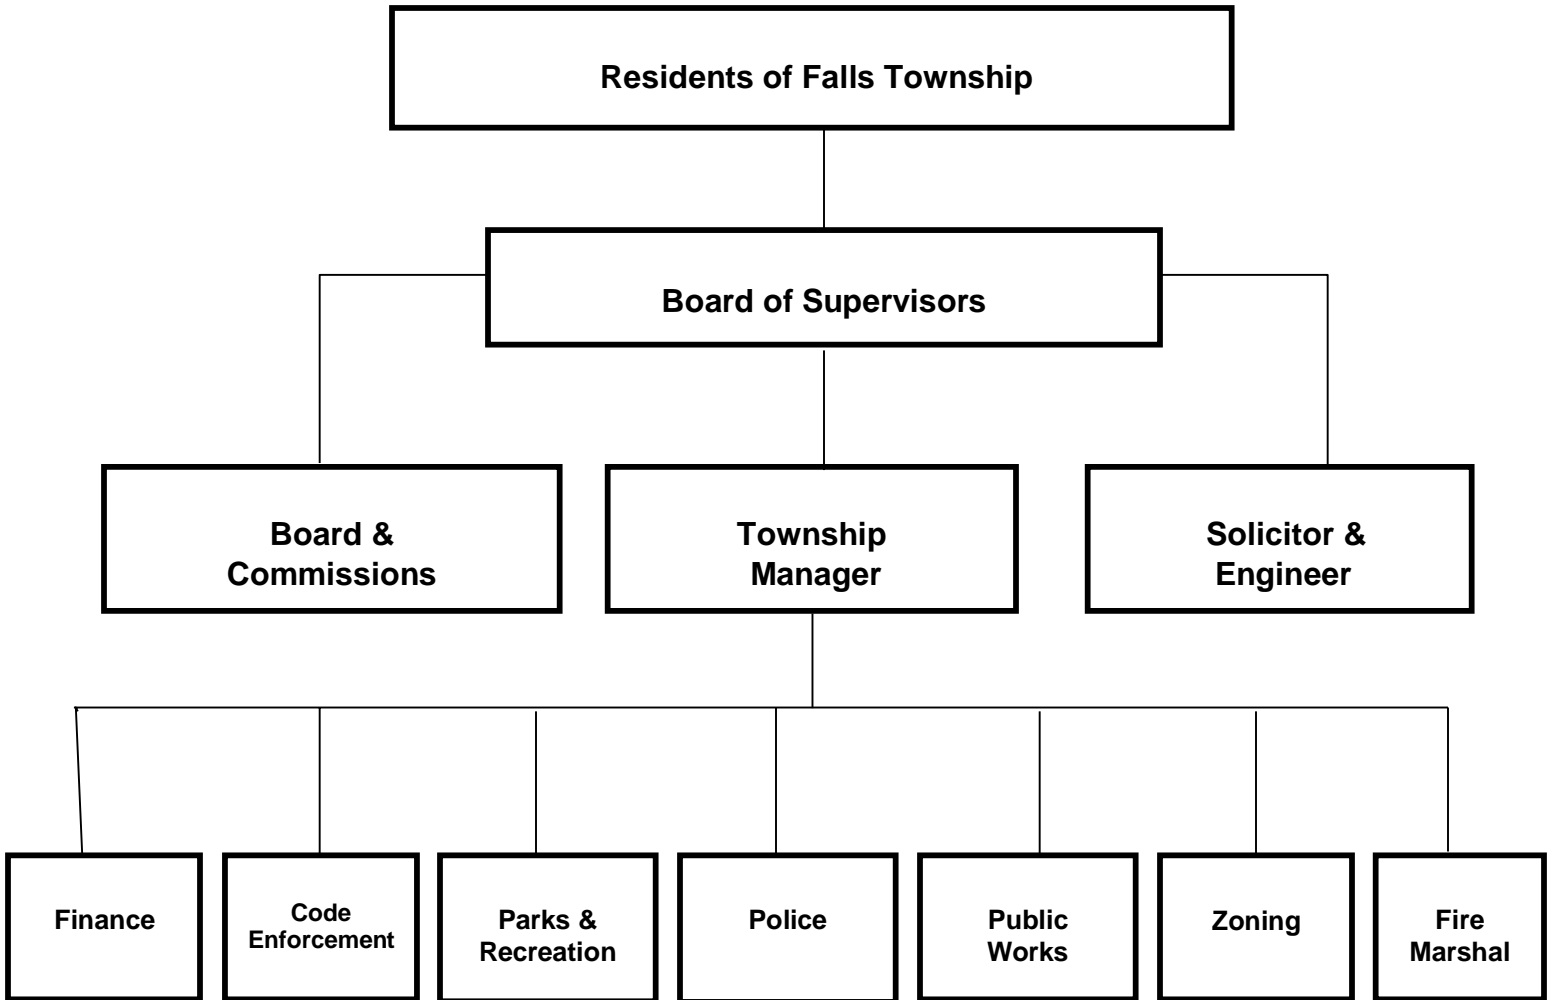 Residents of Falls Township
Board of Supervisors
Board &
Commissions
Township
Manager
Solicitor &
Engineer
Finance
Code
Enforcement
Parks &
Recreation
Police
Public
Works
Zoning
Fire
Marshal